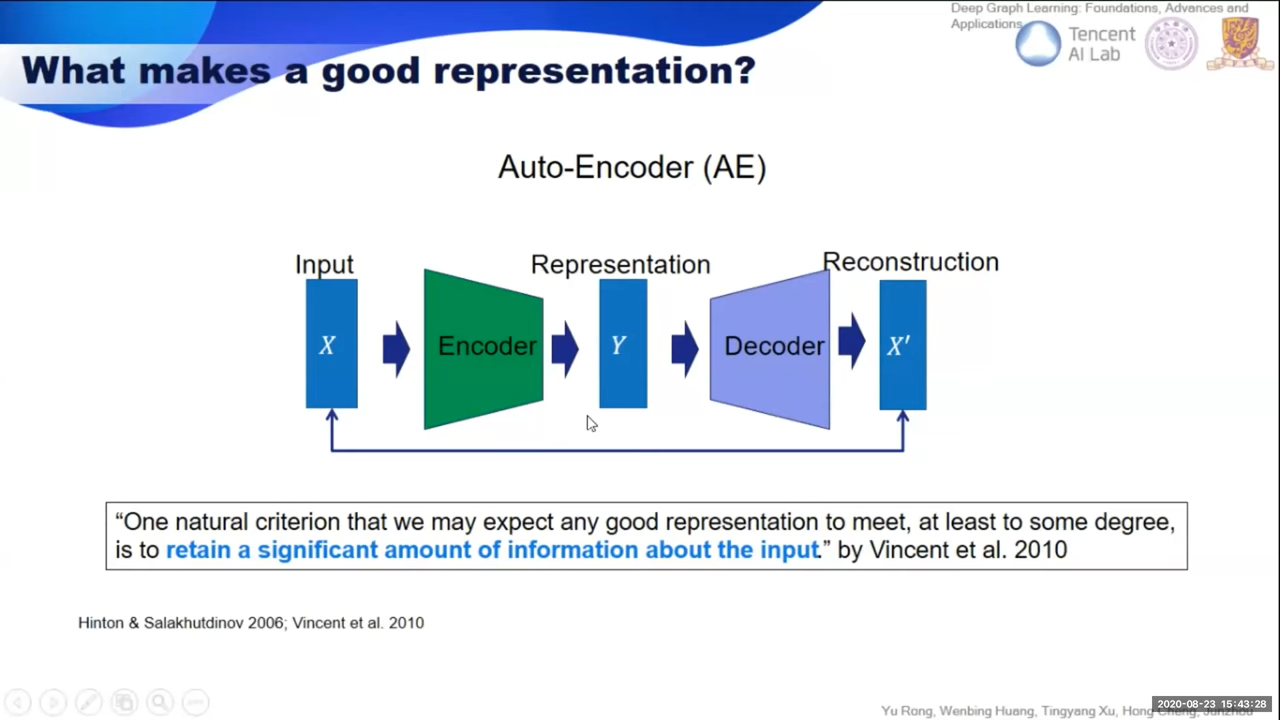 Deep Graph Learning: Foundations, Advances and
Applications
Tencent
AI Lab
What makes a good representation?
Auto-Encoder (AE)
Input
Representation
Reconstruction
X
Encoder
Y
Decoder
X′
“One natural criterion that we may expect any good representation to meet, at least to some degree,
is to retain a significant amount of information about the input.” by Vincent et al. 2010
Hinton & Salakhutdinov 2006; Vincent et al. 2010
2020-08-23 15:43:28
Yu Rong, Wenbing Huang, Tingyang Xu, Hong